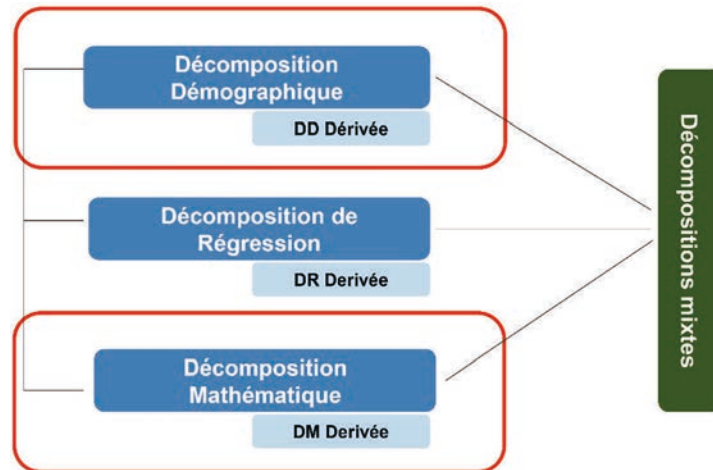 Décomposition
Démographique
DD Dérivée
Décomposition de
Régression
DR Derivée
Décomposition
Mathématique
DM Derivée
Décompositions mixtes